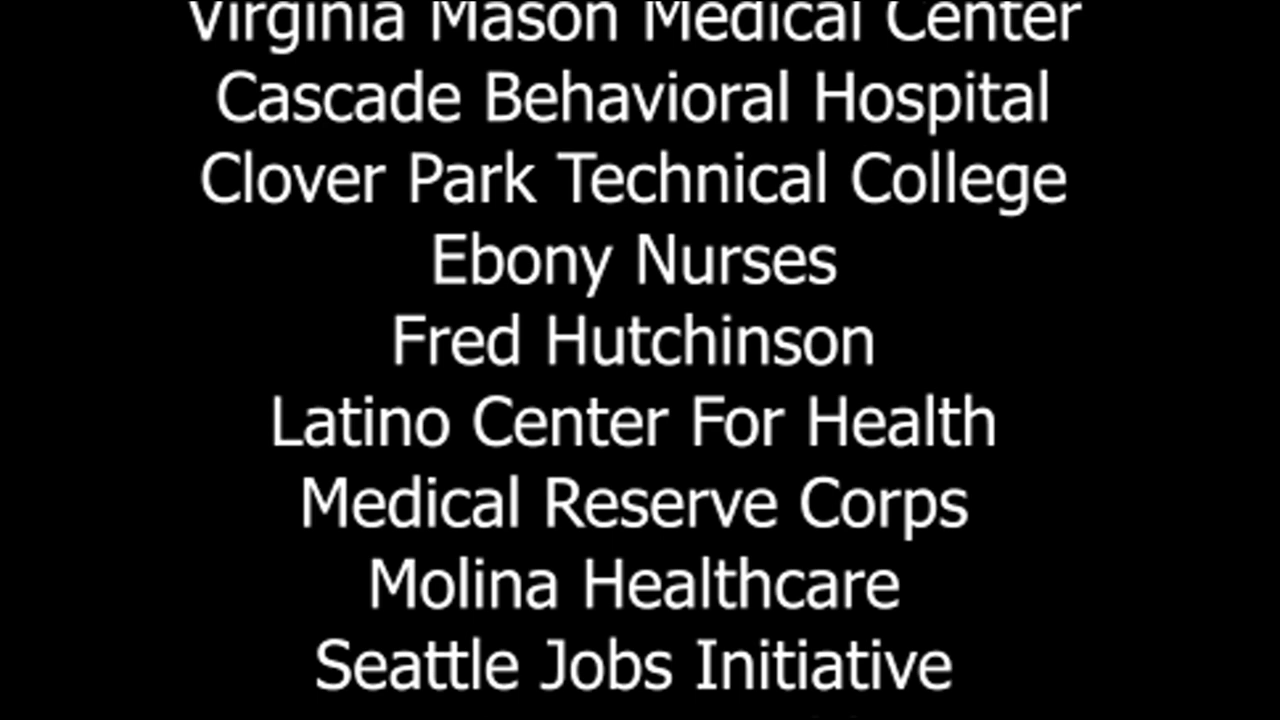 Virginia Mason Medical Center
Cascade Behavioral Hospital
Clover Park Technical College
Ebony Nurses
Fred Hutchinson
Latino Center For Health
Medical Reserve Corps
Molina Healthcare
Seattle Jobs Initiative